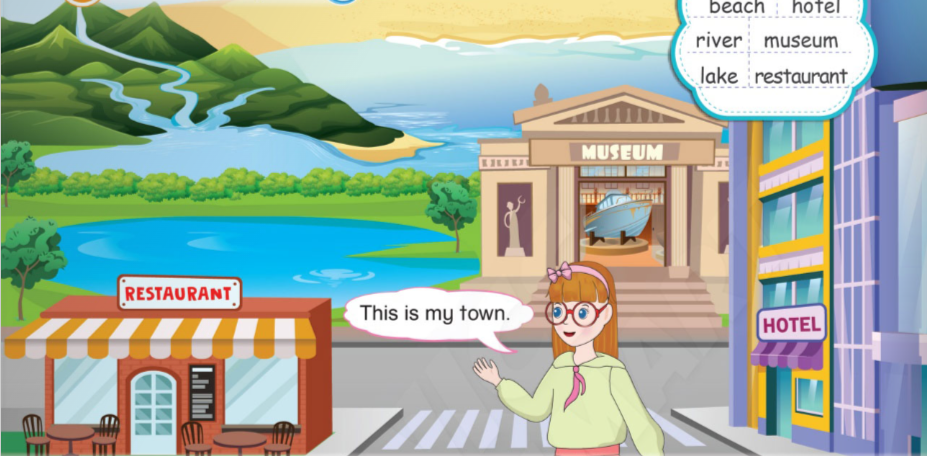 beach hotel
river museum
lake restaurant
MUSEUM
RESTAURANT
This is my town.
HOTEL